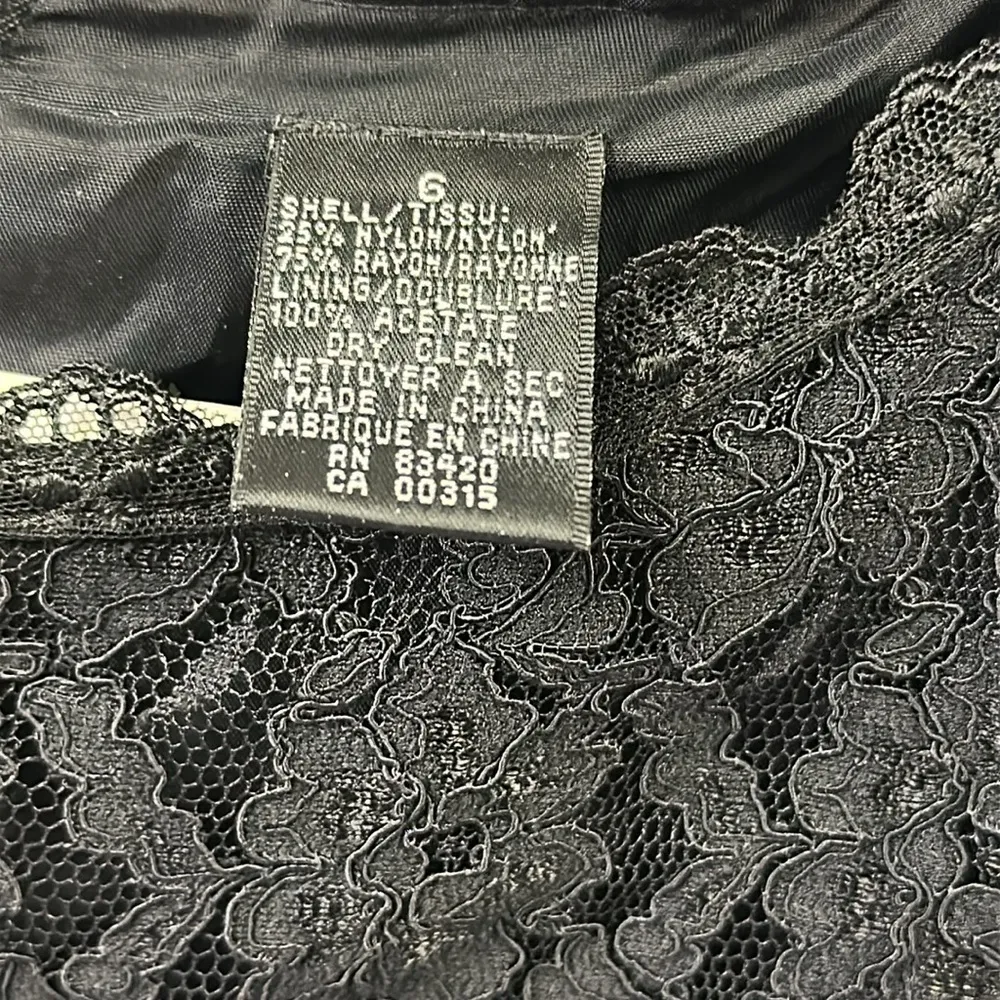 6
SHELL/TISSU:
25% NYLON/NYLON
75% RAYON/RAYONNE
LINING/DOUBLURE:
100% ACETATE
DRY CLEAN
NETTOYER A SEC
MADE IN CHINA
FABRIQUE EN CHINE
RN 83420
CA 00315